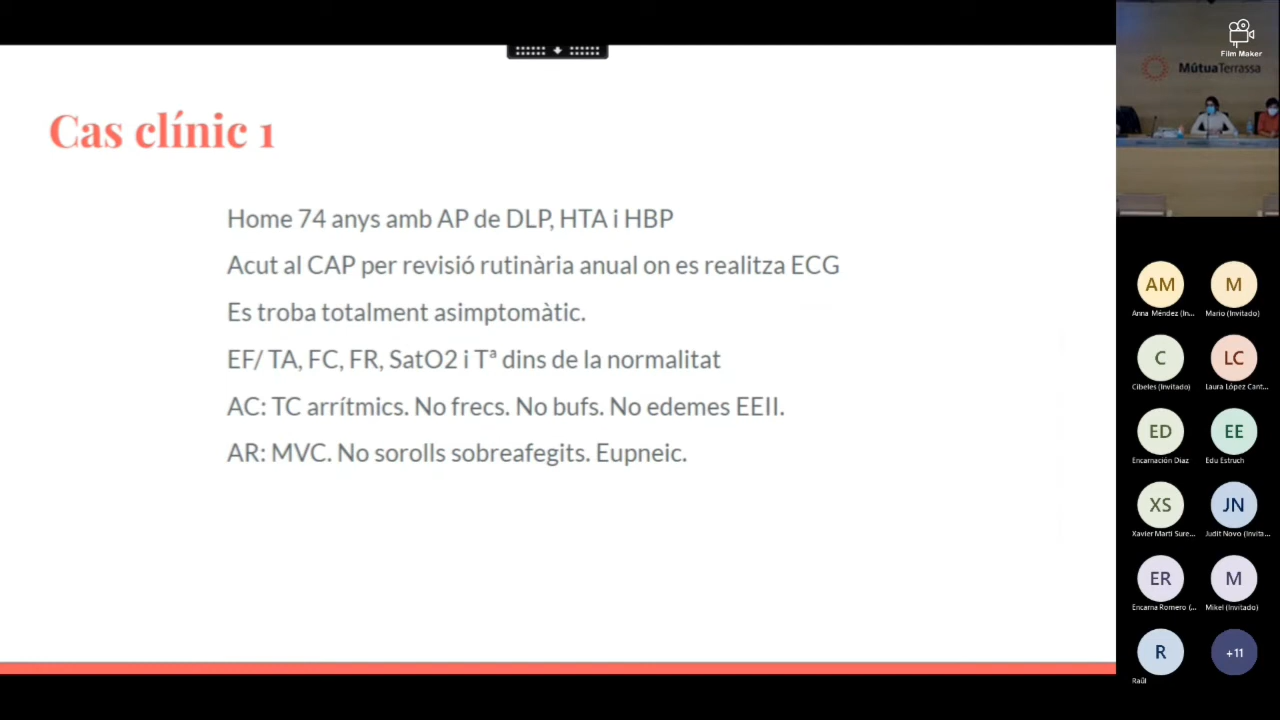 Cas clínic 1
Home 74 anys amb AP de DLP, HTA i HBP
Acut al CAP per revisió rutinària anual on es realitza ECG
Es troba totalment asimptomàtic.
EF/ TA, FC, FR, SatO2 i Tª dins de la normalitat
AC: TC arrítmics. No frecs. No bufs. No edemes EEII.
AR: MVC. No sorolls sobreafegits. Eupneic.
Film Maker
MútuaTerrassa
AM M
Anna Méndez (In... Mario (Invitado)
C LC
Cibeles (Invitado) Laura López Cant...
ED EE
Encarnación Díaz Edu Estruch
XS JN
Xavier Martí Sure... Judit Novo (Invita...
ER M
Encarna Romero (... Mikel (Invitado)
R +11
Raül